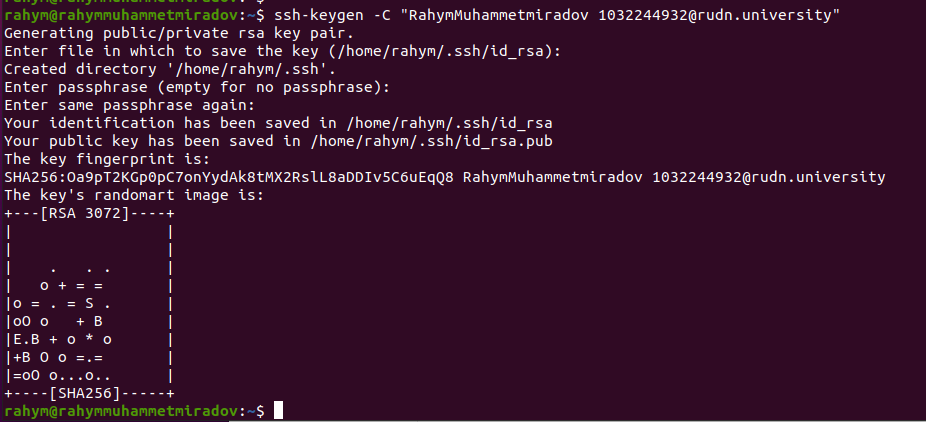 rahym@rahymmuhammetmiradov:~$ ssh-keygen -C "RahymMuhammetmiradov 1032244932@rudn.university"
Generating public/private rsa key pair.
Enter file in which to save the key (/home/rahym/.ssh/id_rsa):
Created directory '/home/rahym/.ssh'.
Enter passphrase (empty for no passphrase):
Enter same passphrase again:
Your identification has been saved in /home/rahym/.ssh/id_rsa
Your public key has been saved in /home/rahym/.ssh/id_rsa.pub
The key fingerprint is:
SHA256:Oa9pT2KGp0pC7onYydAk8tMX2RslL8aDDIv5C6uEqQ8 RahymMuhammetmiradov 1032244932@rudn.university
The key's randomart image is:
+---[RSA 3072]----+
|                 |
|                 |
|    .   . .      |
|   o + = =       |
|o = . = S .      |
|oO o   + B       |
|E.B + o * o      |
|+B O o =.=       |
|=oO o...o..      |
+----[SHA256]-----+
rahym@rahymmuhammetmiradov:~$